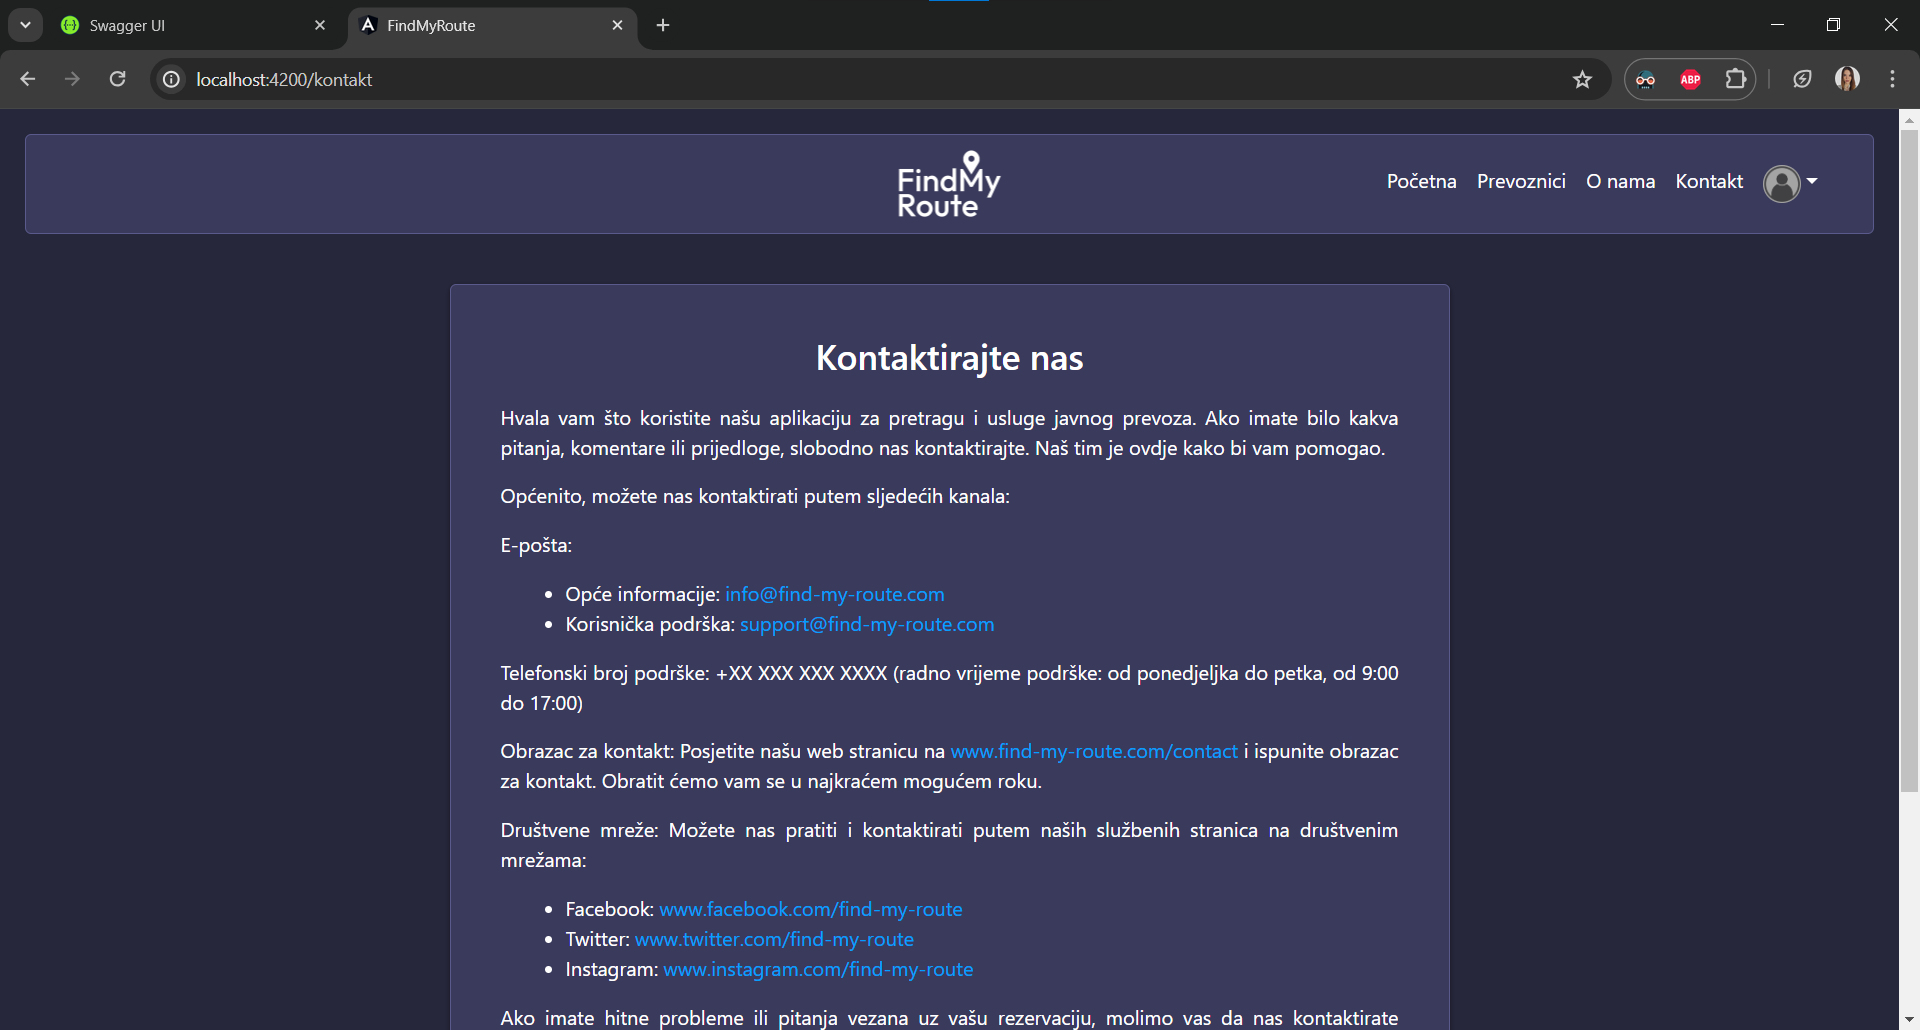 Swagger UI
FindMyRoute
localhost:4200/kontakt
ABP
FindMy
Route
Početna Prevoznici O nama Kontakt
Kontaktirajte nas
Hvala vam što koristite našu aplikaciju za pretragu i usluge javnog prevoza. Ako imate bilo kakva
pitanja, komentare ili prijedloge, slobodno nas kontaktirajte. Naš tim je ovdje kako bi vam pomogao.
Općenito, možete nas kontaktirati putem sljedećih kanala:
E-pošta:
• Opće informacije: info@find-my-route.com
• Korisnička podrška: support@find-my-route.com
Telefonski broj podrške: +XX XXX XXX XXXX (radno vrijeme podrške: od ponedjeljka do petka, od 9:00
do 17:00)
Obrazac za kontakt: Posjetite našu web stranicu na www.find-my-route.com/contact i ispunite obrazac
za kontakt. Obratit ćemo vam se u najkraćem mogućem roku.
Društvene mreže: Možete nas pratiti i kontaktirati putem naših službenih stranica na društvenim
mrežama:
• Facebook: www.facebook.com/find-my-route
• Twitter: www.twitter.com/find-my-route
• Instagram: www.instagram.com/find-my-route
Ako imate hitne probleme ili pitanja vezana uz vašu rezervaciju, molimo vas da nas kontaktirate